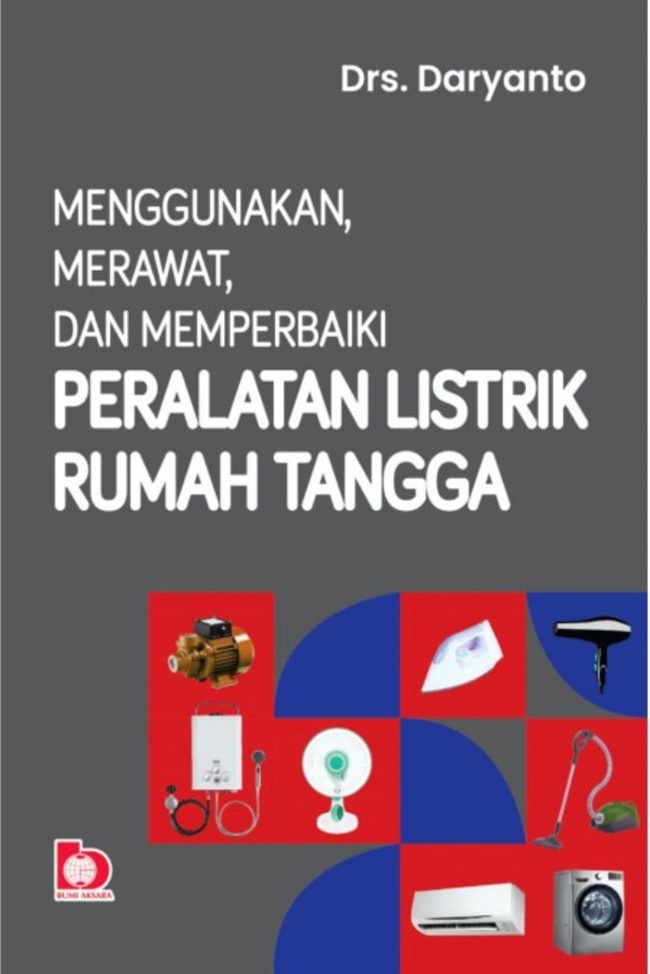 Drs. Daryanto
MENGGUNAKAN,
MERAWAT,
DAN MEMPERBAIKI
PERALATAN LISTRIK
RUMAH TANGGA
BUMI AKSARA